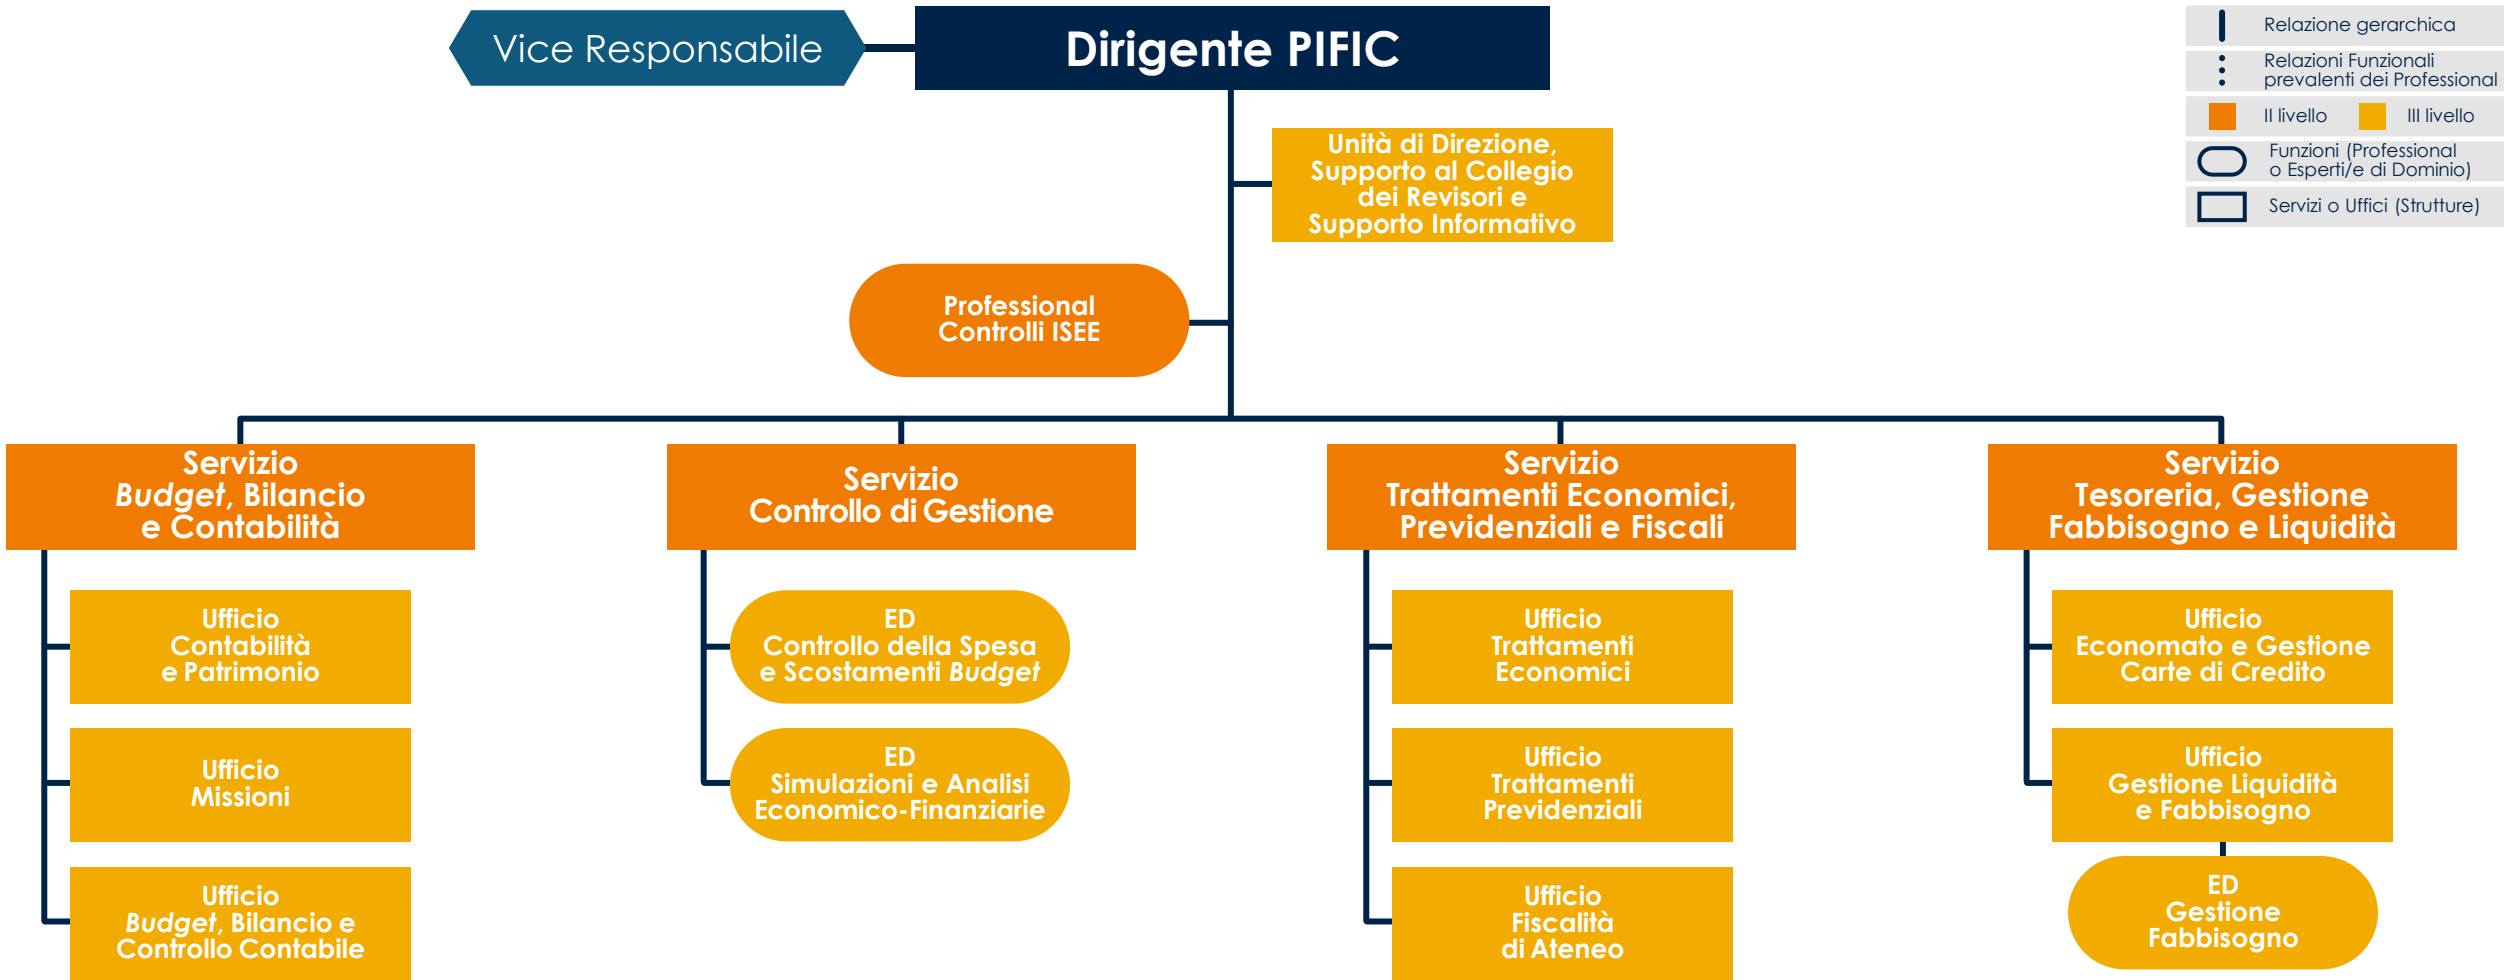 Vice Responsabile
Dirigente PIFIC
Relazione gerarchica
Relazioni Funzionali
prevalenti dei Professional
II livello
III livello
Funzioni (Professional
o Esperti/e di Dominio)
Servizi o Uffici (Strutture)
Unità di Direzione,
Supporto al Collegio
dei Revisori e
Supporto Informativo
Professional
Controlli ISEE
Servizio
Budget, Bilancio
e Contabilità
Servizio
Controllo di Gestione
Servizio
Trattamenti Economici,
Previdenziali e Fiscali
Servizio
Tesoreria, Gestione
Fabbisogno e Liquidità
Ufficio
Contabilità
e Patrimonio
Ufficio
Missioni
Ufficio
Budget, Bilancio e
Controllo Contabile
ED
Controllo della Spesa
e Scostamenti Budget
ED
Simulazioni e Analisi
Economico-Finanziarie
Ufficio
Trattamenti
Economici
Ufficio
Trattamenti
Previdenziali
Ufficio
Fiscalità
di Ateneo
Ufficio
Economato e Gestione
Carte di Credito
Ufficio
Gestione Liquidità
e Fabbisogno
ED
Gestione
Fabbisogno